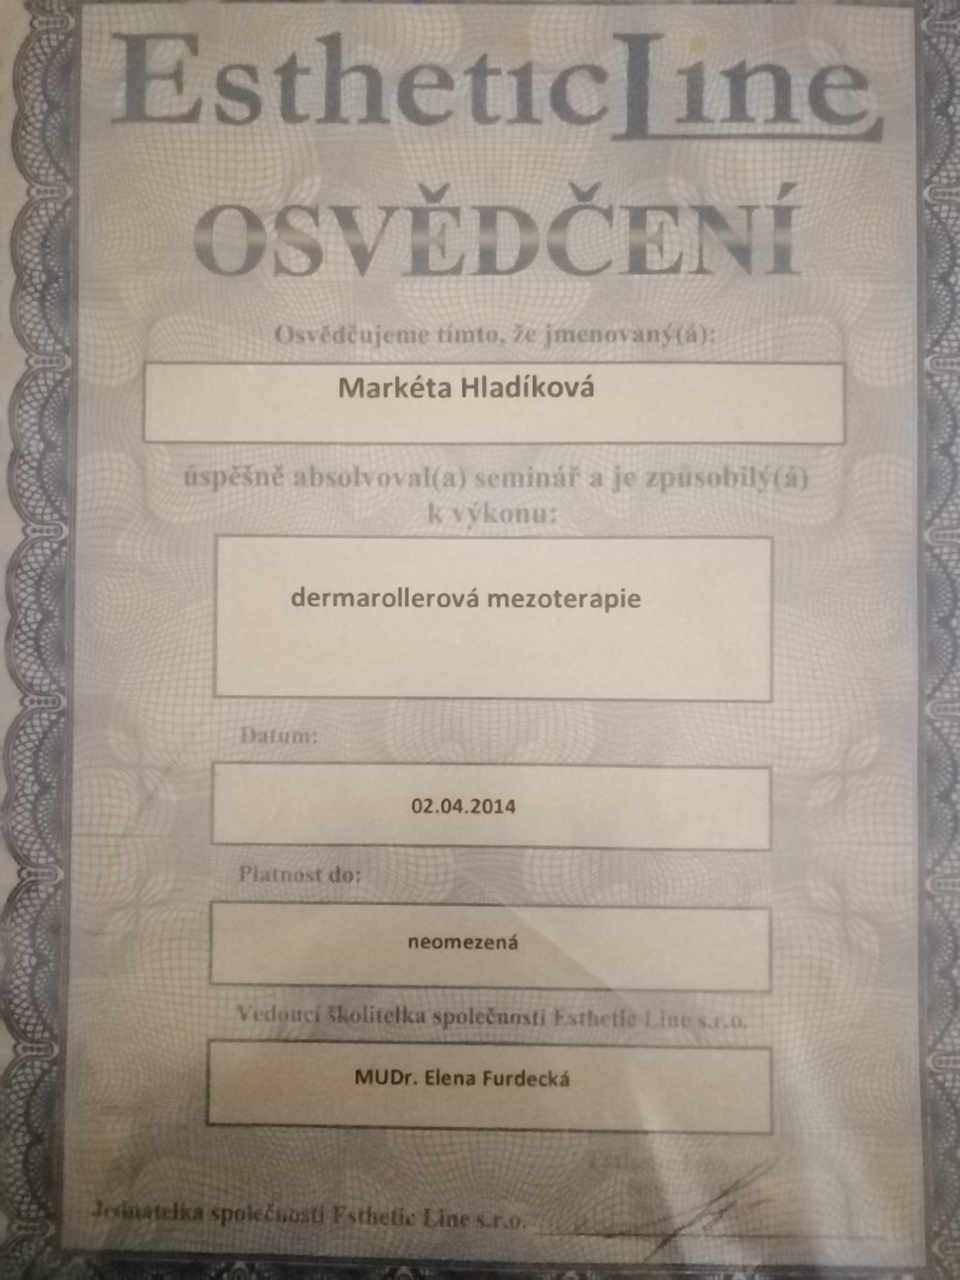 EstheticLine
OSVĚDČENÍ
Osvědčujeme tímto, že jmenovaný(á):
Markéta Hladíková
úspěšně absolvoval(a) seminář a je způsobilý(á)
k výkonu:
dermarollerová mezoterapie
Datum:
02.04.2014
Platnost do:
neomezená
Vedoucí školitelka společnosti Esthetic Line s.r.o.
MUDr. Elena Furdecká
Jednatelka společnosti Esthetic Line s.r.o.